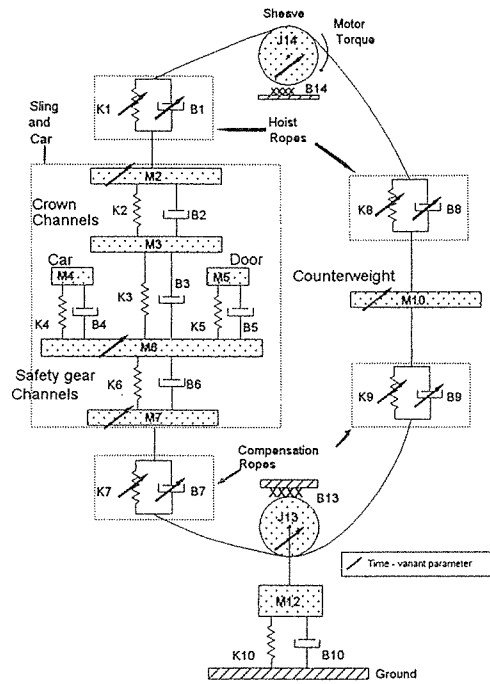 Sheave
Motor
Torque
J14
B14
K1
B1
Sling
and
Car
Hoist
Ropes
M2
Crown
Channels
K2
B2
K8
B8
M3
Car
Door
M4
M5
B3
K3
Counterweight
M10
K4
B4
K5
B5
M6
Safety gear
Channels
K6
B6
K9
B9
M7
Compensation
Ropes
K7
B7
B13
J13
Time - variant parameter
M12
K10
B10
Ground